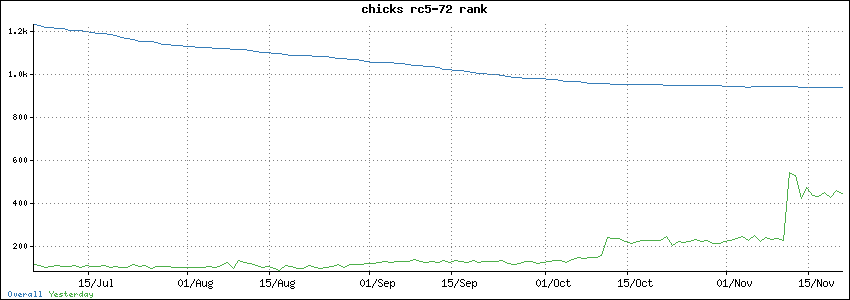 chicks rc5-72 rank
1.2k
1.0k
800
600
400
200
15/Jul 01/Aug 15/Aug 01/Sep 15/Sep 01/Oct 15/Oct 01/Nov 15/Nov
Overall Yesterday